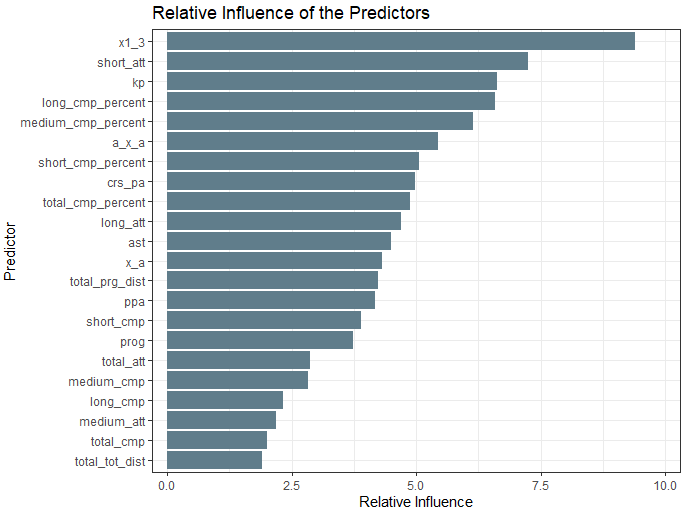 Relative Influence of the Predictors
Predictor
x1_3
short_att
kp
long_cmp_percent
medium_cmp_percent
a_x_a
short_cmp_percent
crs_pa
total_cmp_percent
long_att
ast
x_a
total_prg_dist
ppa
short_cmp
prog
total_att
medium_cmp
long_cmp
medium_att
total_cmp
total_tot_dist
0.0 2.5 5.0 7.5 10.0
Relative Influence